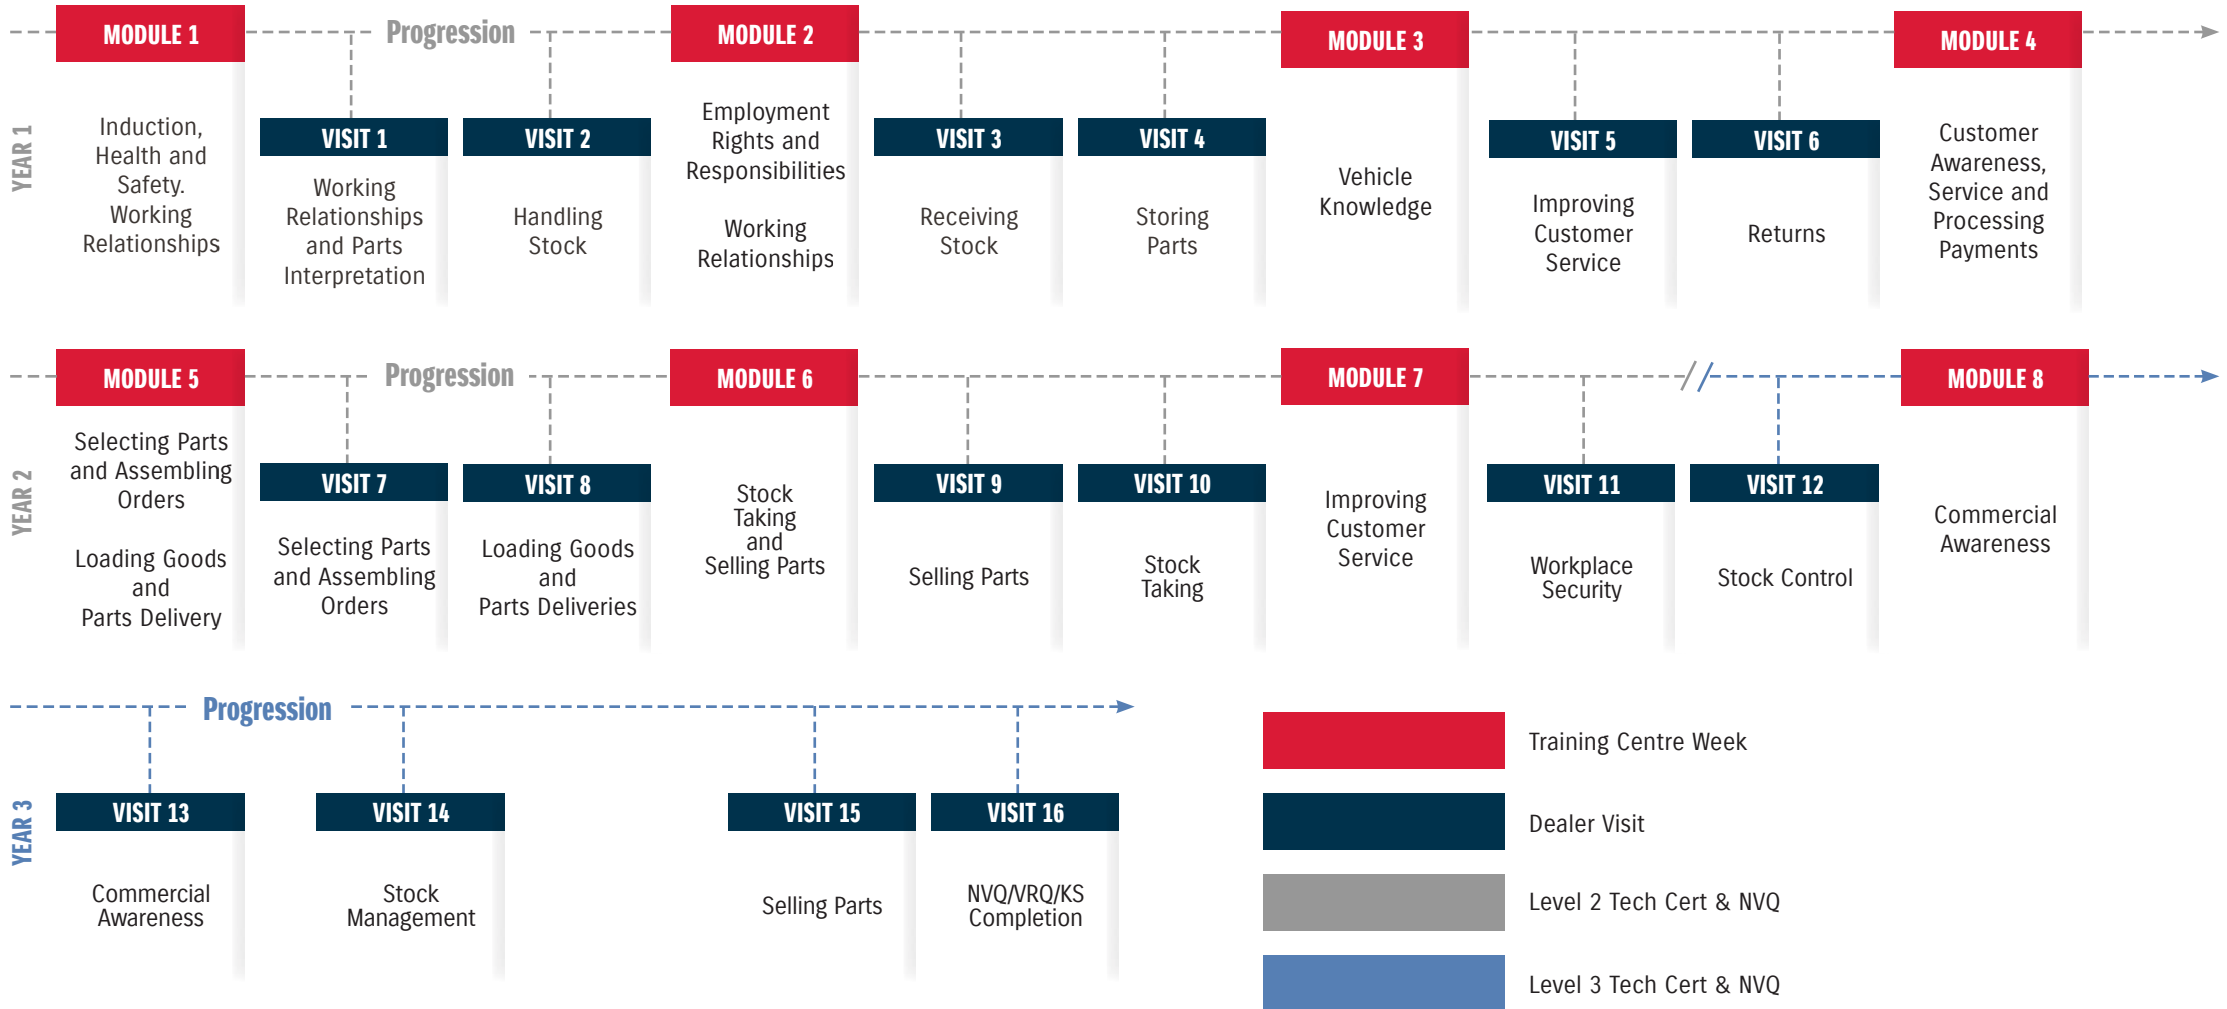 MODULE 1
Progression
MODULE 2
MODULE 3
MODULE 4
YEAR 1
Induction,
Health and
Safety.
Working
Relationships
VISIT 1
Working
Relationships
and Parts
Interpretation
VISIT 2
Handling
Stock
Employment
Rights and
Responsibilities
Working
Relationships
VISIT 3
Receiving
Stock
VISIT 4
Storing
Parts
Vehicle
Knowledge
VISIT 5
Improving
Customer
Service
VISIT 6
Returns
Customer
Awareness,
Service and
Processing
Payments
MODULE 5
Progression
MODULE 6
MODULE 7
MODULE 8
YEAR 2
Selecting Parts
and Assembling
Orders
Loading Goods
and
Parts Delivery
VISIT 7
Selecting Parts
and Assembling
Orders
VISIT 8
Loading Goods
and
Parts Deliveries
Stock
Taking
and
Selling Parts
VISIT 9
Selling Parts
VISIT 10
Stock
Taking
Improving
Customer
Service
VISIT 11
Workplace
Security
VISIT 12
Stock Control
Commercial
Awareness
Progression
YEAR 3
VISIT 13
Commercial
Awareness
VISIT 14
Stock
Management
VISIT 15
Selling Parts
VISIT 16
NVQ/VRQ/KS
Completion
Training Centre Week
Dealer Visit
Level 2 Tech Cert & NVQ
Level 3 Tech Cert & NVQ